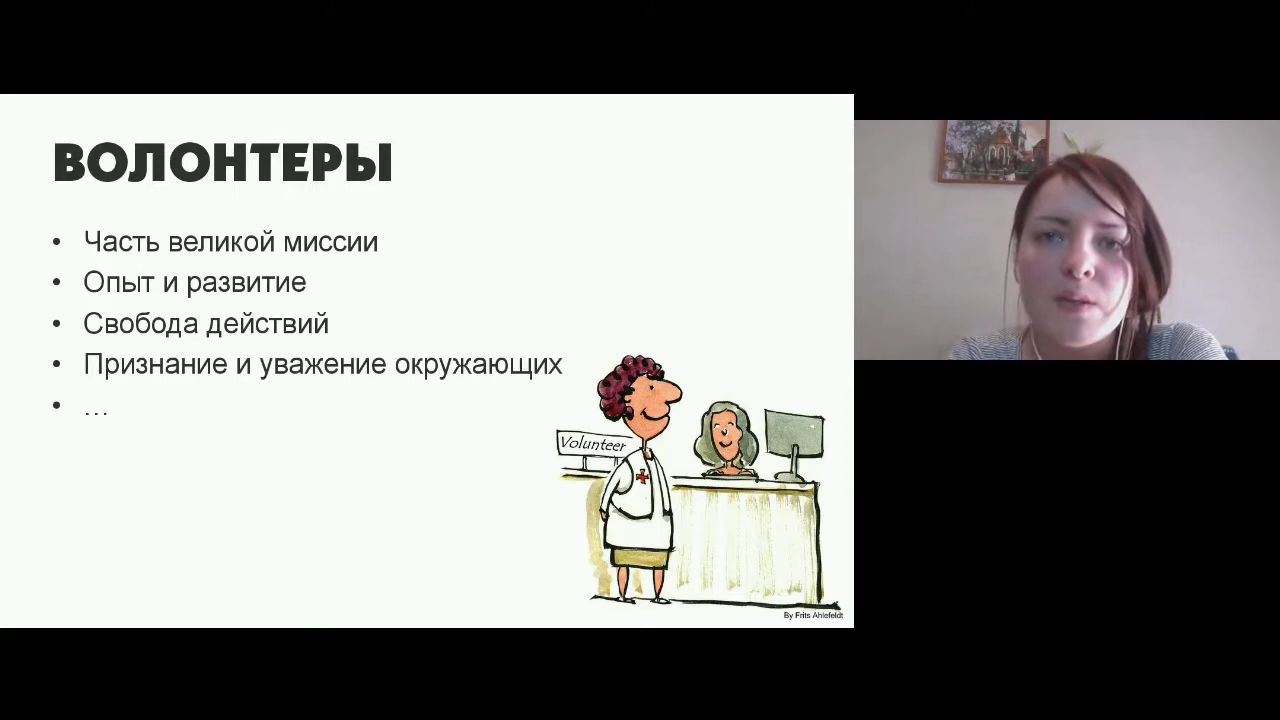 ВОЛОНТЕРЫ
• Часть великой миссии
• Опыт и развитие
• Свобода действий
• Признание и уважение окружающих
• …
Volunteer
By Frits Ahlefeldt